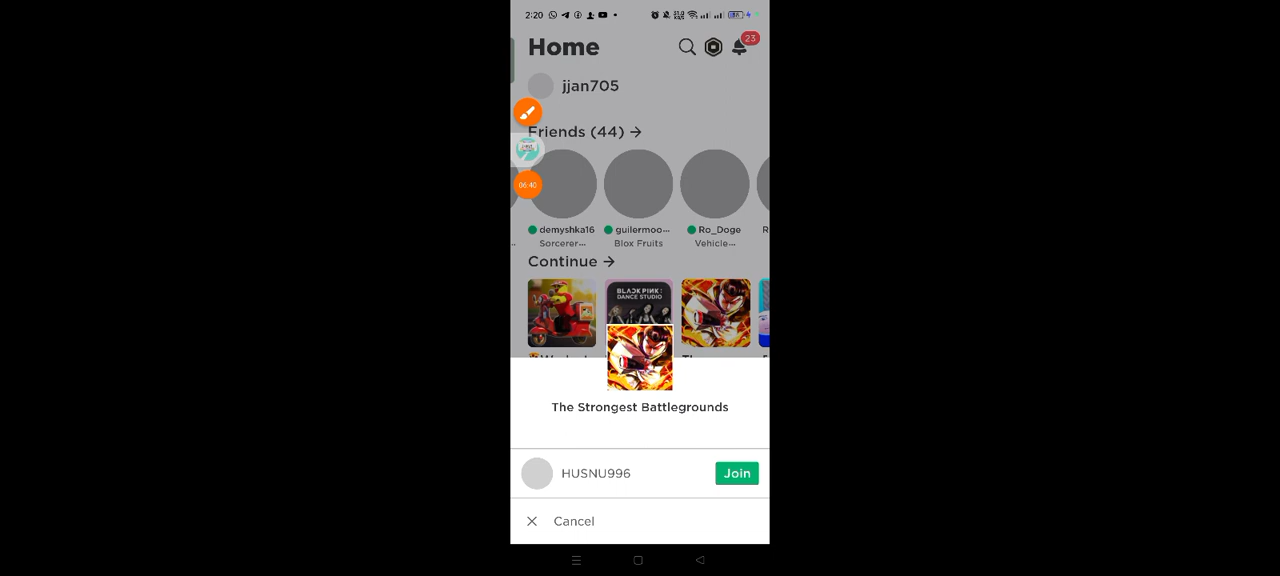 2:20
23
Home
jjan705
Friends (44)
06:40
demyshka16
guilermoo...
Ro_Doge
Sorcerer...
Blox Fruits
Vehicle...
Continue
BLACKPINK:
DANCE STUDIO
The Strongest Battlegrounds
HUSNU996
Join
Cancel